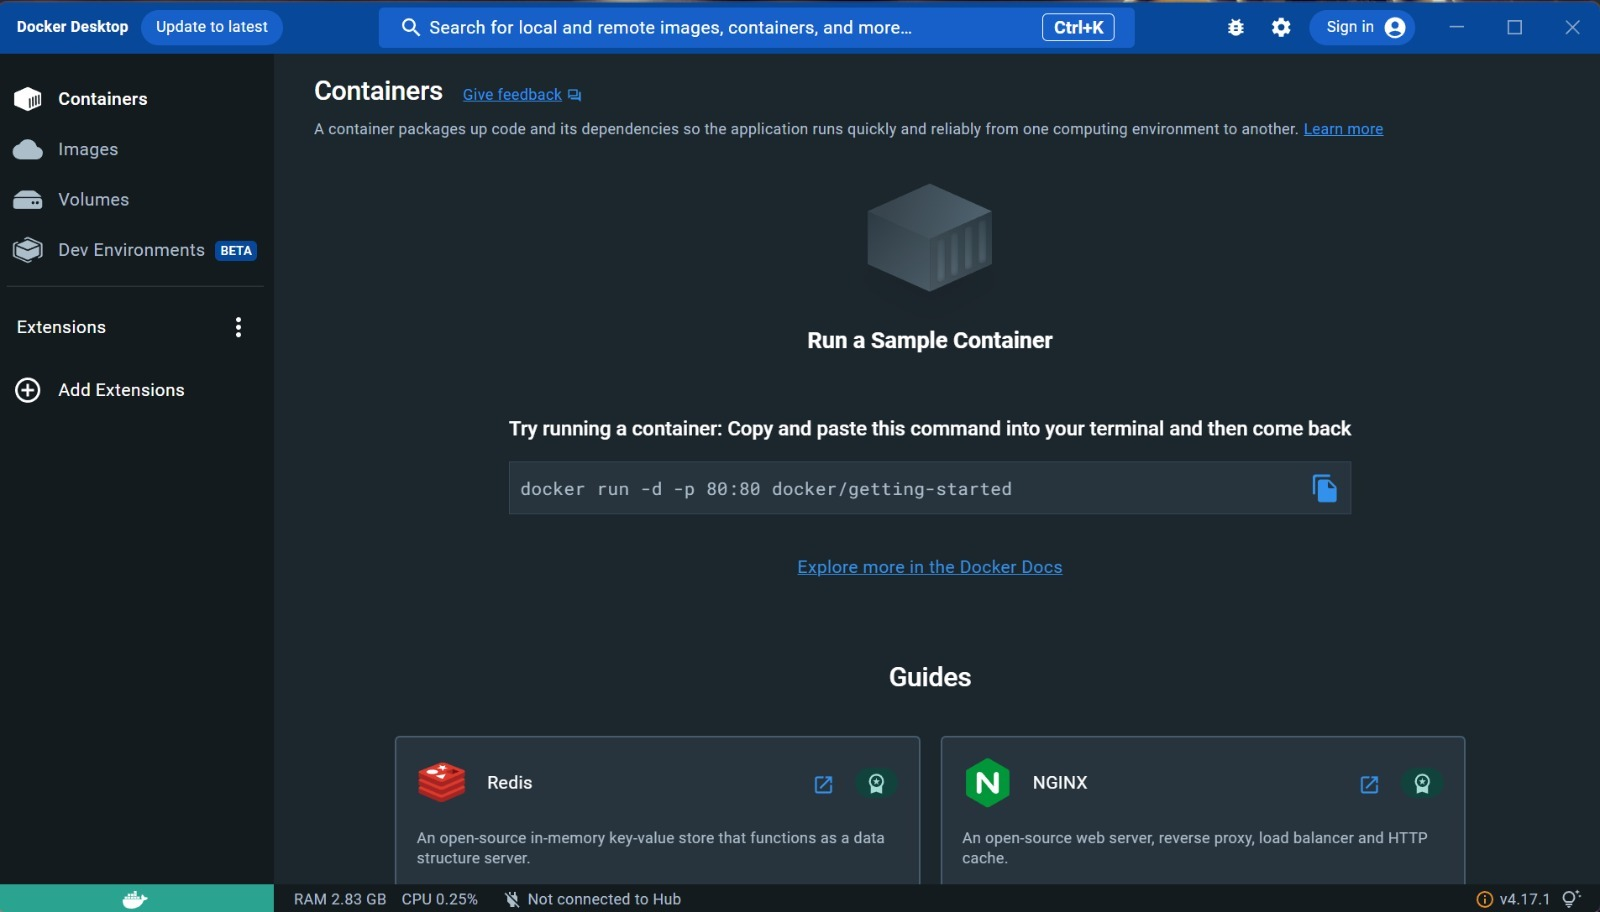 Docker Desktop
Update to latest
Search for local and remote images, containers, and more...
Ctrl+K
Sign in
Containers
Images
Volumes
Dev Environments BETA
Extensions
Add Extensions
Containers
Give feedback
A container packages up code and its dependencies so the application runs quickly and reliably from one computing environment to another. Learn more
Run a Sample Container
Try running a container: Copy and paste this command into your terminal and then come back
docker run -d -p 80:80 docker/getting-started
Explore more in the Docker Docs
Guides
Redis
An open-source in-memory key-value store that functions as a data
structure server.
N
NGINX
An open-source web server, reverse proxy, load balancer and HTTP
cache.
RAM 2.83 GB CPU 0.25% Not connected to Hub
v4.17.1